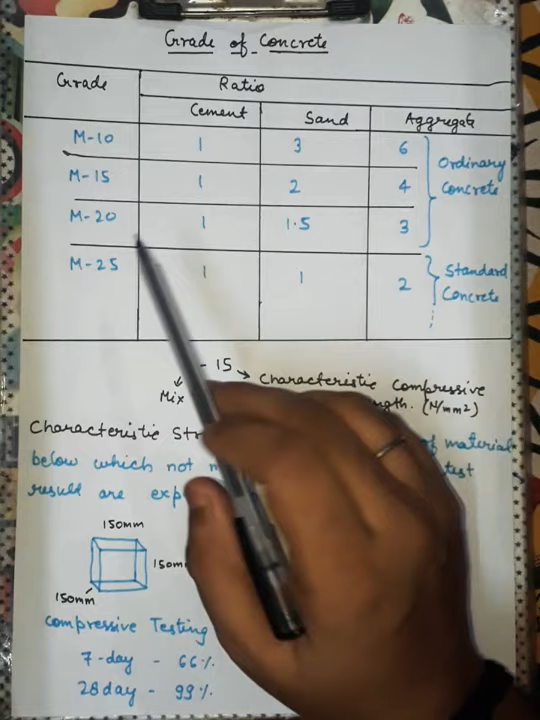 Grade of Concrete
Grade Ratio
Cement Sand Aggregate
M-10 1 3 6
M-15 1 2 4
M-20 1 1.5 3
Ordinary
Concrete
M-25 1 1 2
Standard
Concrete
- 15 → Characteristic Compressive
Mix (N/mm2)
Characteristic of material
below which not test
result are
150mm
150mm
150mm
Compressive Testing
7-day - 66%
28day - 99%